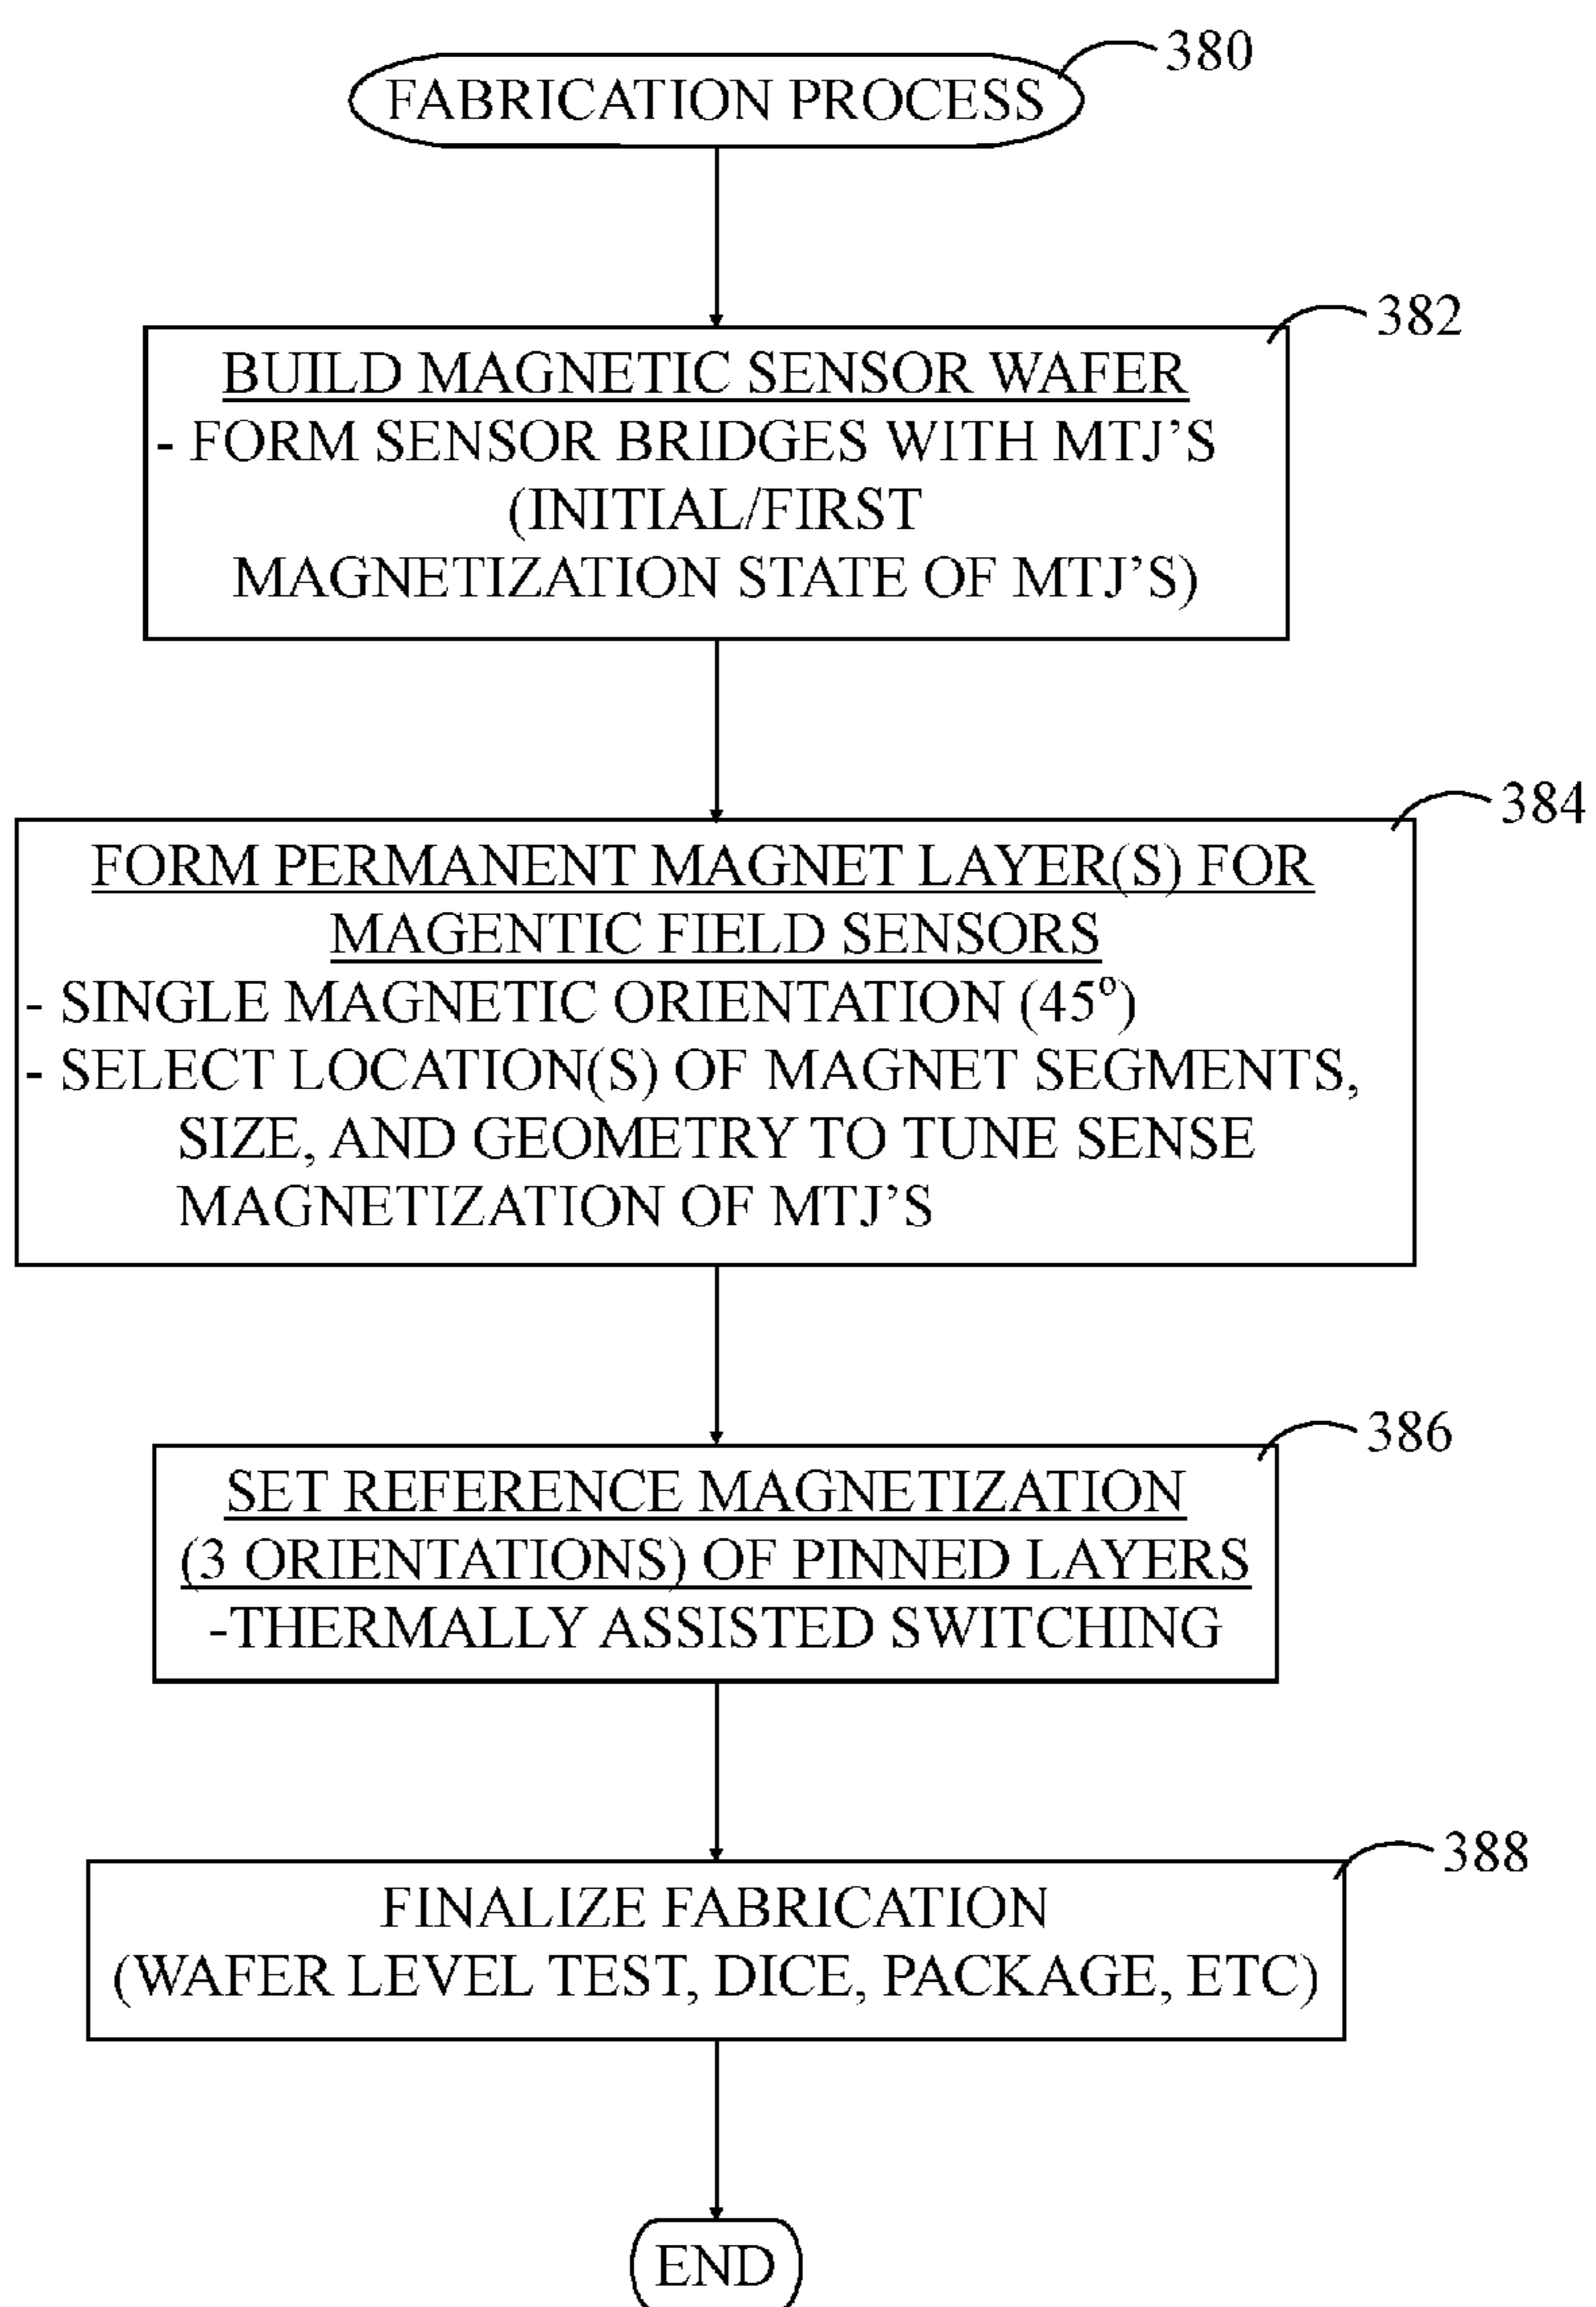 380
FABRICATION PROCESS
382
BUILD MAGNETIC SENSOR WAFER
- FORM SENSOR BRIDGES WITH MTJ'S
(INITIAL/FIRST
MAGNETIZATION STATE OF MTJ'S)
384
FORM PERMANENT MAGNET LAYER(S) FOR
MAGENTIC FIELD SENSORS
- SINGLE MAGNETIC ORIENTATION (45º)
- SELECT LOCATION(S) OF MAGNET SEGMENTS,
SIZE, AND GEOMETRY TO TUNE SENSE
MAGNETIZATION OF MTJ'S
386
SET REFERENCE MAGNETIZATION
(3 ORIENTATIONS) OF PINNED LAYERS
-THERMALLY ASSISTED SWITCHING
388
FINALIZE FABRICATION
(WAFER LEVEL TEST, DICE, PACKAGE, ETC)
END